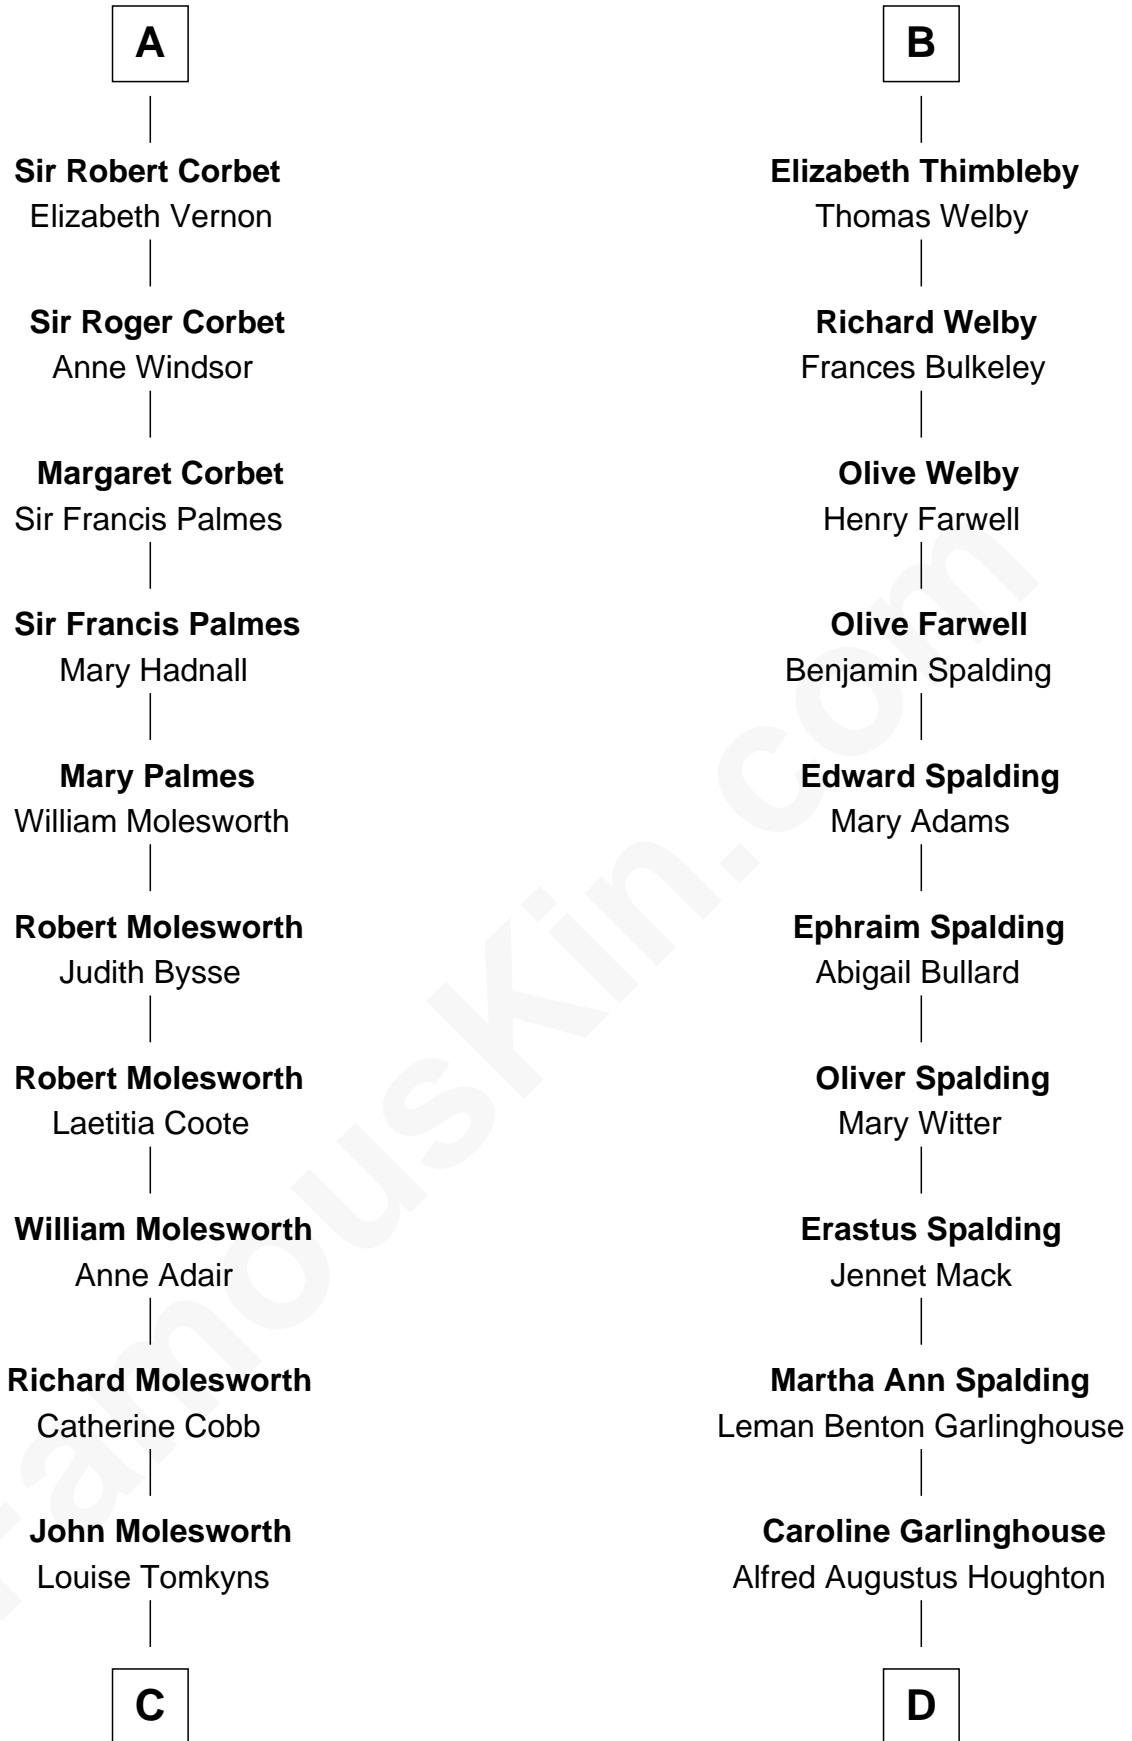 A
Sir Robert Corbet
Elizabeth Vernon
Sir Roger Corbet
Anne Windsor
Margaret Corbet
Sir Francis Palmes
Sir Francis Palmes
Mary Hadnall
Mary Palmes
William Molesworth
Robert Molesworth
Judith Bysse
Robert Molesworth
Laetitia Coote
William Molesworth
Anne Adair
Richard Molesworth
Catherine Cobb
John Molesworth
Louise Tomkyns
C
B
Elizabeth Thimbleby
Thomas Welby
Richard Welby
Frances Bulkeley
Olive Welby
Henry Farwell
Olive Farwell
Benjamin Spalding
Edward Spalding
Mary Adams
Ephraim Spalding
Abigail Bullard
Oliver Spalding
Mary Witter
Erastus Spalding
Jennet Mack
Martha Ann Spalding
Leman Benton Garlinghouse
Caroline Garlinghouse
Alfred Augustus Houghton
D
FamousKin.com